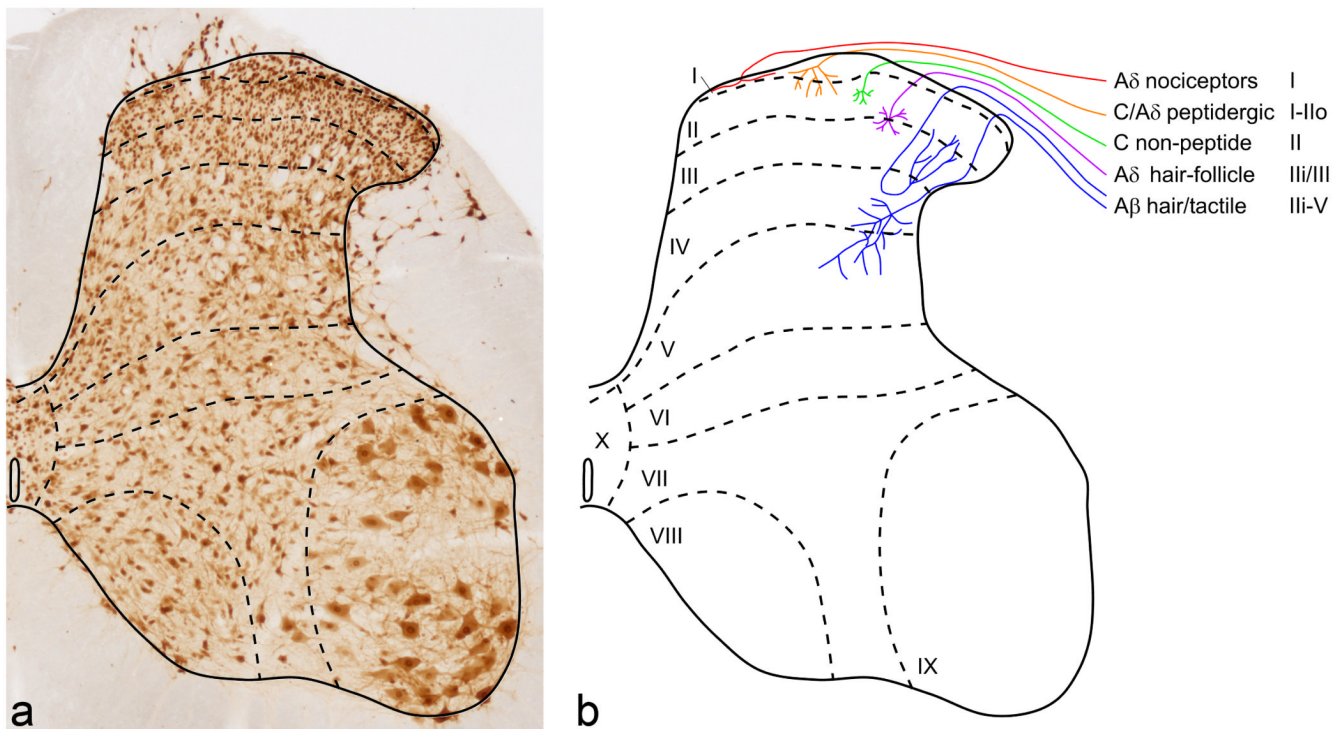 I
II
III
IV
V
VI
X
VII
VIII
IX
Aδ nociceptors I
C/Aδ peptidergic I-IIo
C non-peptide II
Aδ hair-follicle IIi/III
Aβ hair/tactile IIi-V
a
b